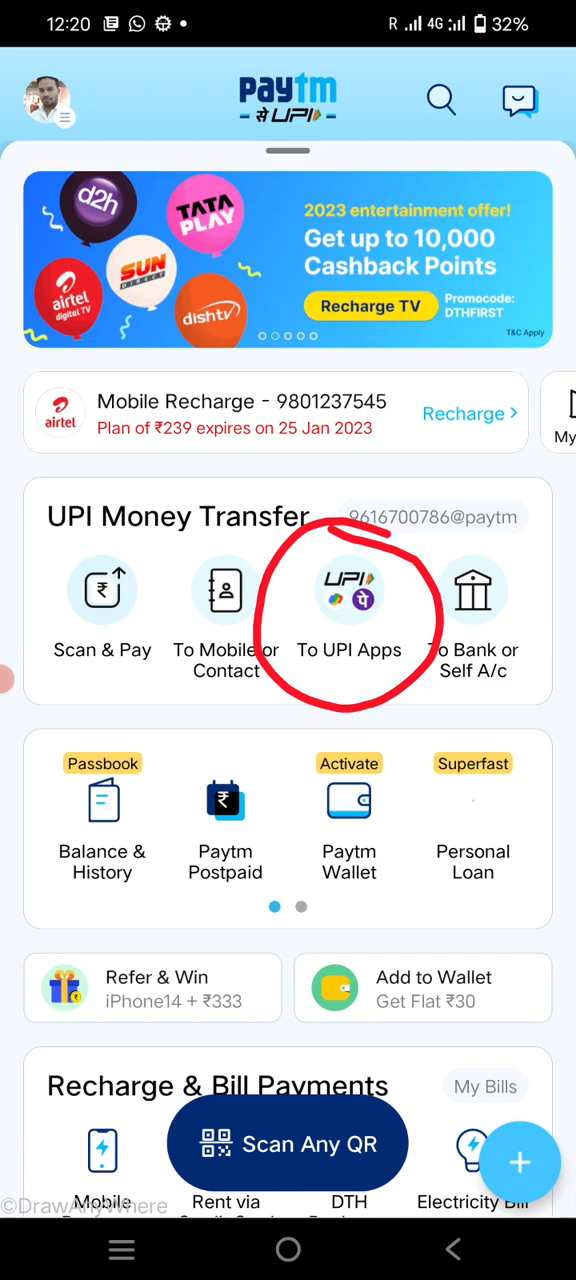 12:20
R 4G 32%
paytm
से UPI
d2h
TATA PLAY
SUN DIRECT
airtel digital TV
dishtv
2023 entertainment offer!
Get up to 10,000
Cashback Points
Recharge TV
Promocode:
DTHFIRST
T&C Apply
airtel
Mobile Recharge - 9801237545
Plan of ₹239 expires on 25 Jan 2023
Recharge
My
UPI Money Transfer
9616700786@paytm
UPI
पे
Scan & Pay
To Mobile or
Contact
To UPI Apps
To Bank or
Self A/c
Passbook
Activate
Superfast
Balance &
History
Paytm
Postpaid
Paytm
Wallet
Personal
Loan
Refer & Win
iPhone14 + ₹333
Add to Wallet
Get Flat ₹30
Recharge & Bill Payments
My Bills
Scan Any QR
Mobile
Rent via
DTH
Electricity Bill
©DrawAnyWhere